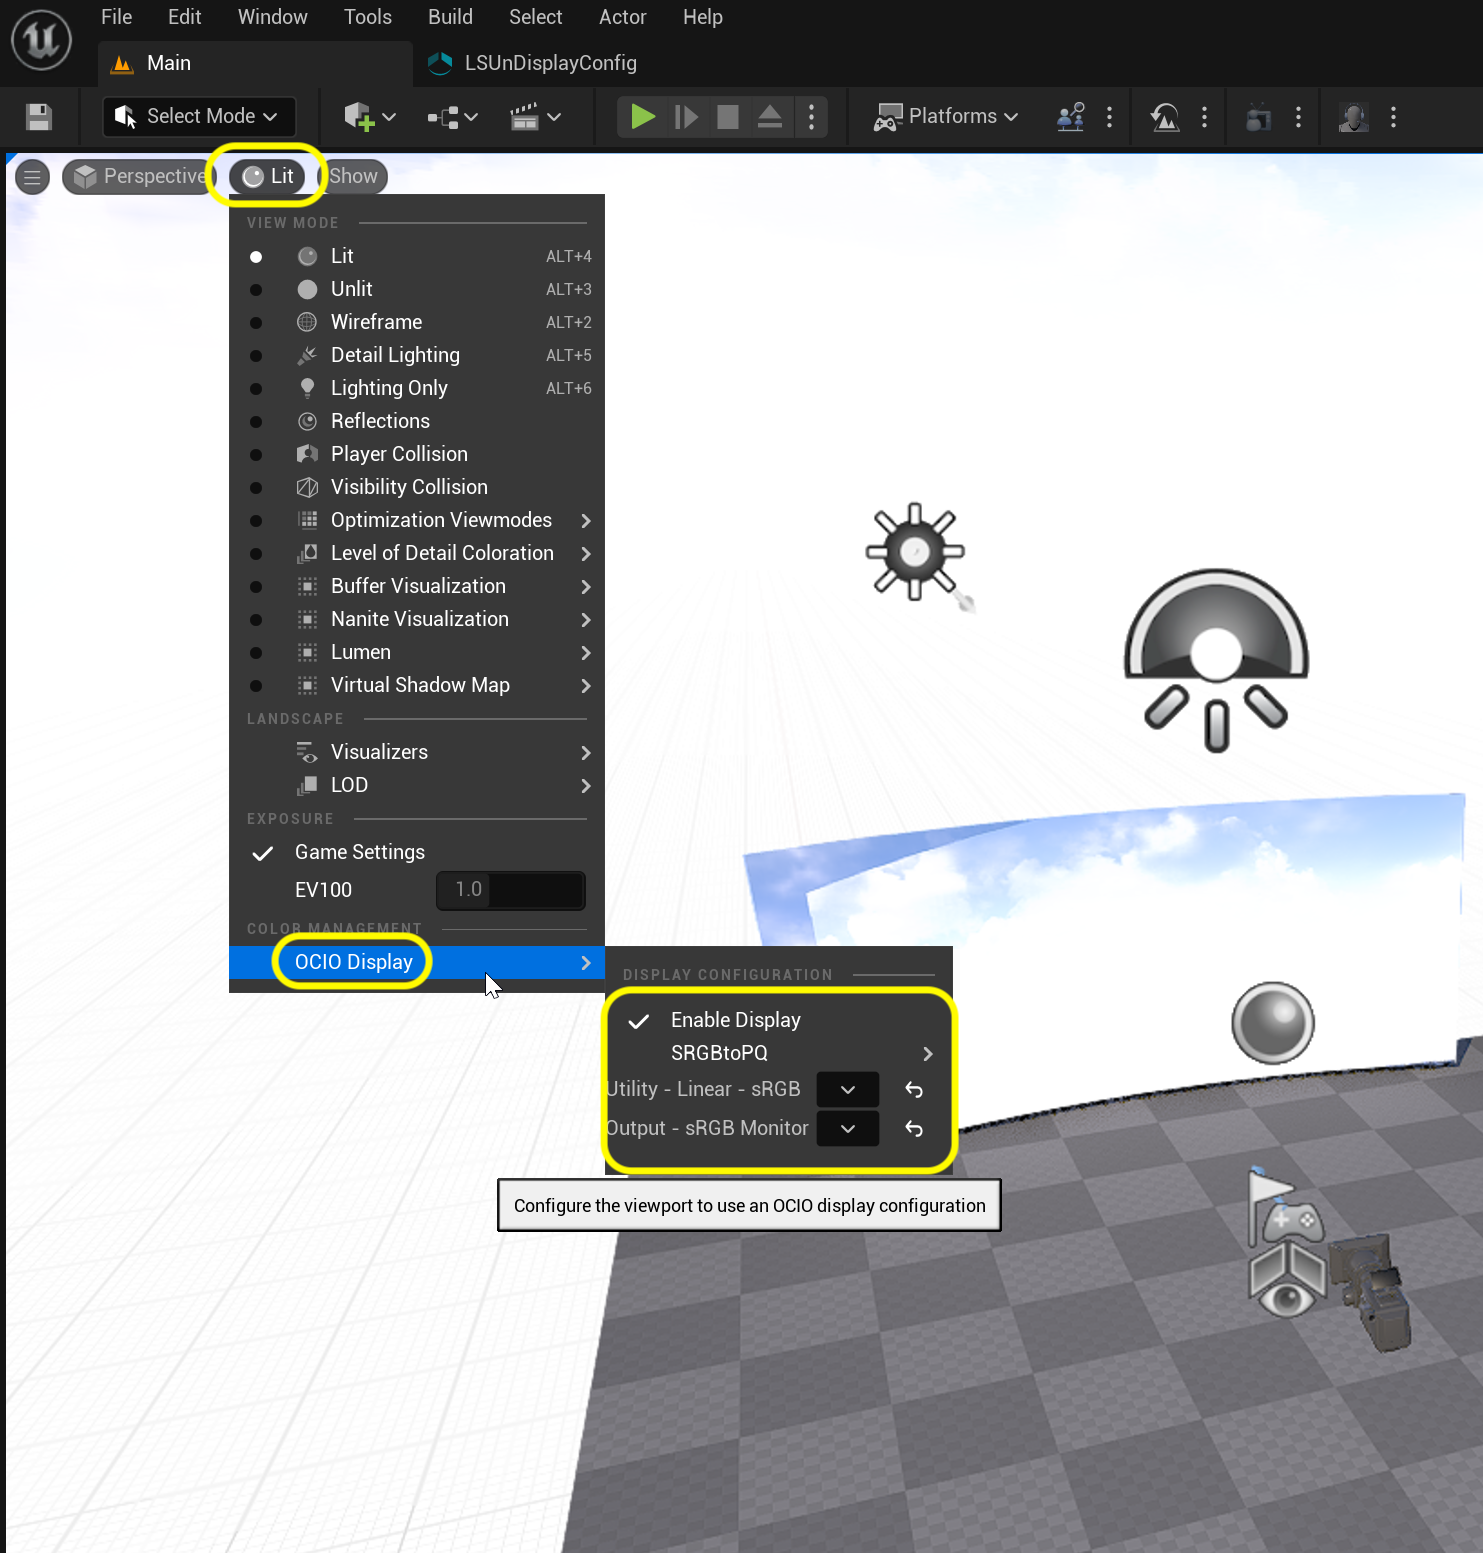 File Edit Window Tools Build Select Actor Help
Main LSUnDisplayConfig
Select Mode Platforms
Perspective Lit Show
VIEW MODE
Lit ALT+4
Unlit ALT+3
Wireframe ALT+2
Detail Lighting ALT+5
Lighting Only ALT+6
Reflections
Player Collision
Visibility Collision
Optimization Viewmodes
Level of Detail Coloration
Buffer Visualization
Nanite Visualization
Lumen
Virtual Shadow Map
LANDSCAPE
Visualizers
LOD
EXPOSURE
Game Settings
EV100 1.0
COLOR MANAGEMENT
OCIO Display
DISPLAY CONFIGURATION
Enable Display
SRGBtoPQ
Utility - Linear - sRGB
Output - sRGB Monitor
Configure the viewport to use an OCIO display configuration